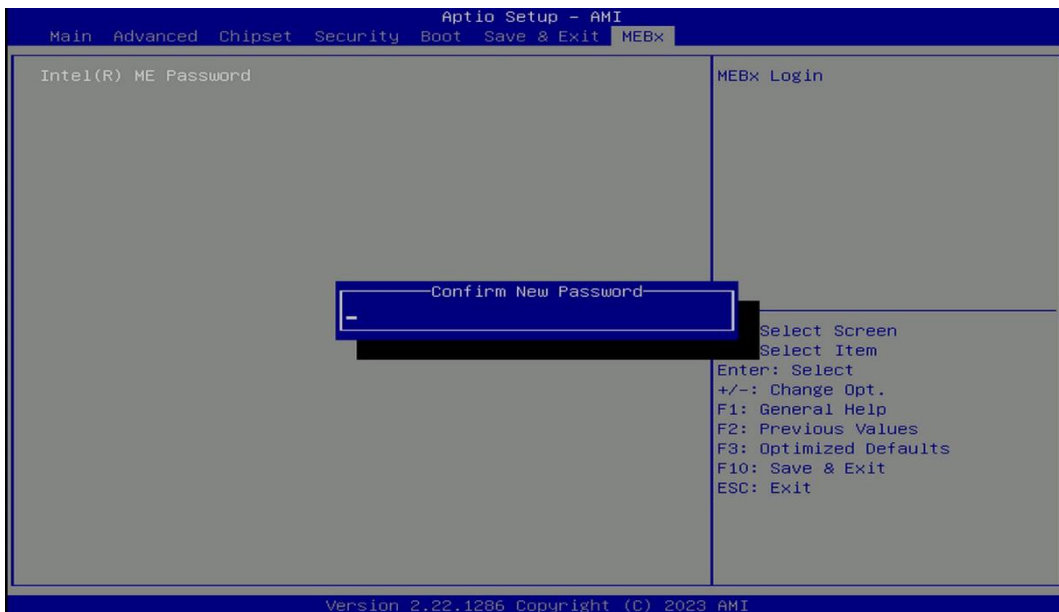 Aptio Setup – AMI
Main Advanced Chipset Security Boot Save & Exit MEBx
Intel(R) ME Password
MEBx Login
Confirm New Password
Select Screen
Select Item
Enter: Select
+/-: Change Opt.
F1: General Help
F2: Previous Values
F3: Optimized Defaults
F10: Save & Exit
ESC: Exit
Version 2.22.1286 Copyright (C) 2023 AMI